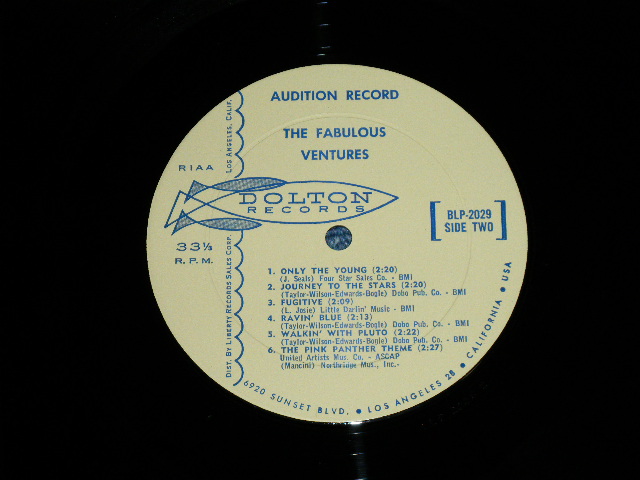 AUDITION RECORD
THE FABULOUS
VENTURES
RIAA
DOLTON
RECORDS
33⅓
R.P.M.
BLP-2029
SIDE TWO
1. ONLY THE YOUNG (2:20)
(J. Seals) Four Star Sales Co. - BMI
2. JOURNEY TO THE STARS (2:20)
(Taylor-Wilson-Edwards-Bogle) Dobo Pub. Co. - BMI
3. FUGITIVE (2:09)
(L. Josie) Little Darlin' Music - BMI
4. RAVIN' BLUE (2:13)
(Taylor-Wilson-Edwards-Bogle) Dobo Pub. Co. - BMI
5. WALKIN' WITH PLUTO (2:22)
(Taylor-Wilson-Edwards-Bogle) Dobo Pub. Co. - BMI
6. THE PINK PANTHER THEME (2:27)
United Artists Mus. Co. - ASCAP
(Mancini) Northridge Mus., Inc.-
DIST. BY LIBERTY RECORDS SALES CORP.
LOS ANGELES, CALIF.
6920 SUNSET BLVD. • LOS ANGELES 28 • CALIFORNIA • USA